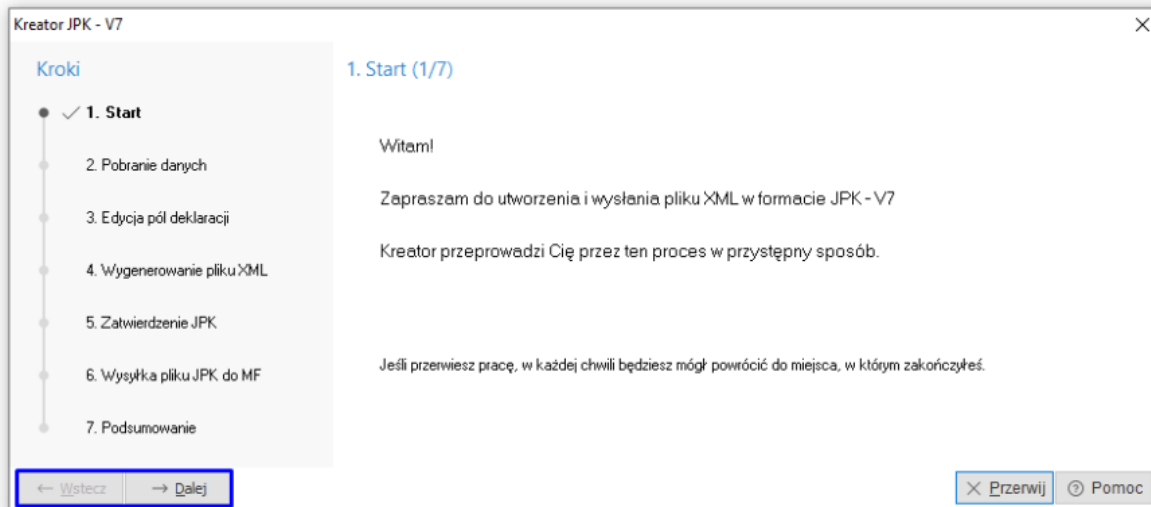 Kreator JPK - V7
Kroki
1. Start
2. Pobranie danych
3. Edycja pól deklaracji
4. Wygenerowanie pliku XML
5. Zatwierdzenie JPK
6. Wysyłka pliku JPK do MF
7. Podsumowanie
1. Start (1/7)
Witam!
Zapraszam do utworzenia i wysłania pliku XML w formacie JPK - V7
Kreator przeprowadzi Cię przez ten proces w przystępny sposób.
Jeśli przerwiesz pracę, w każdej chwili będziesz mógł powrócić do miejsca, w którym zakończyłeś.
← Wstecz → Dalej Przerwij Pomoc